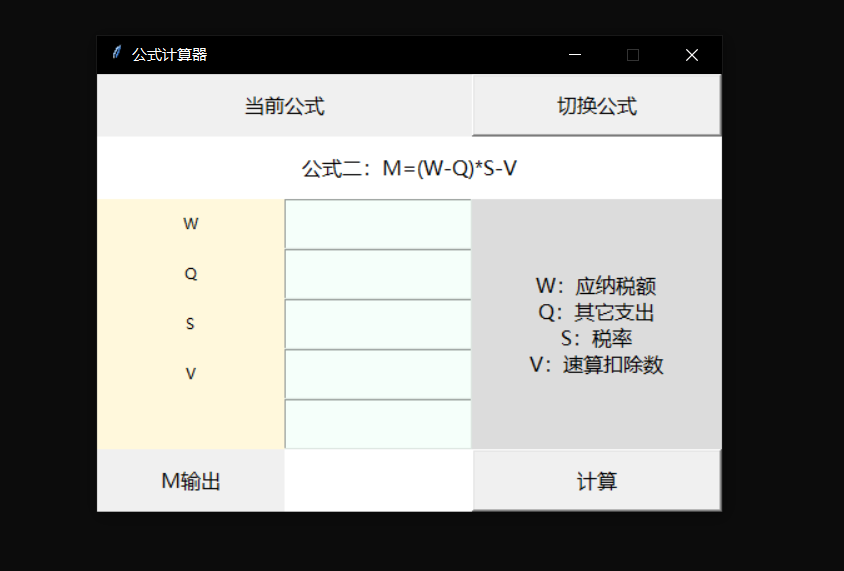 公式计算器
当前公式
切换公式
公式二：M=(W-Q)*S-V
W
Q
S
V
W：应纳税额
Q：其它支出
S：税率
V：速算扣除数
M输出
计算